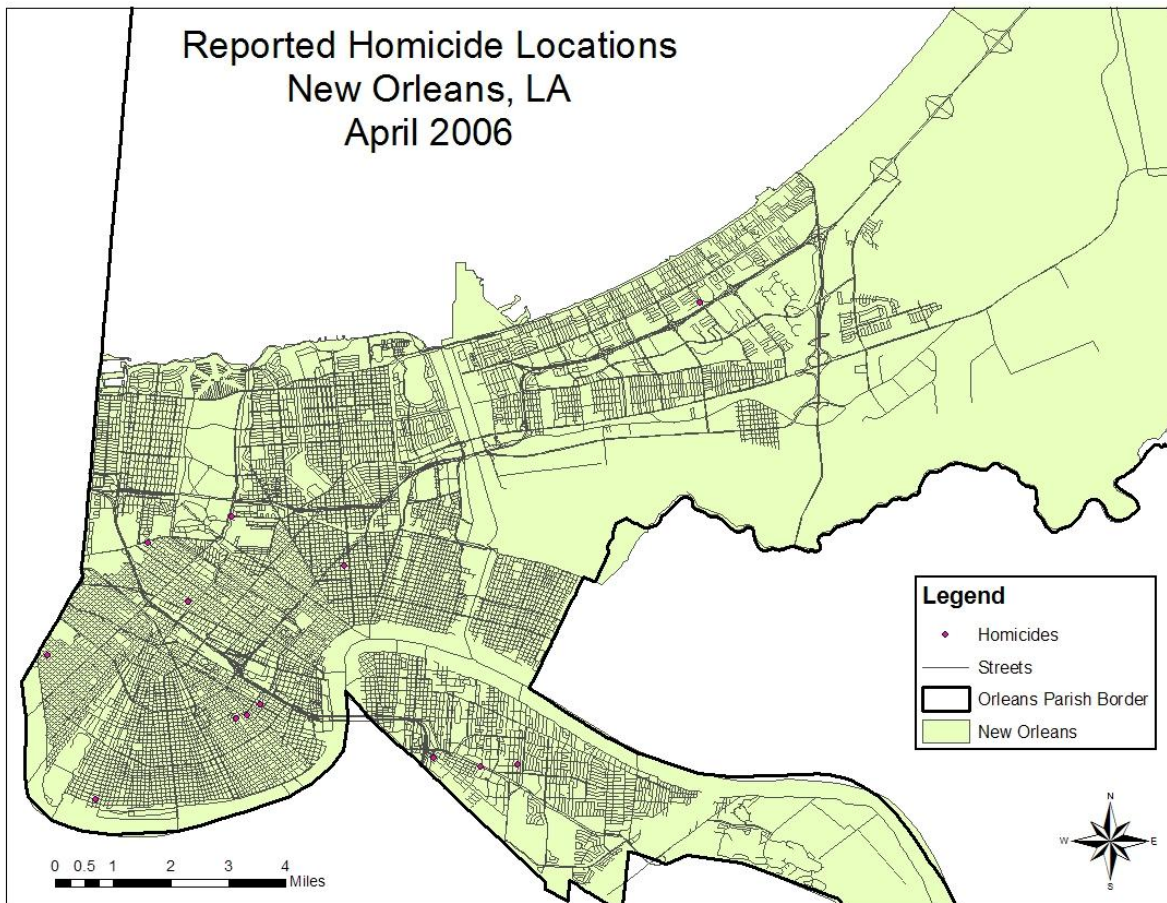 Reported Homicide Locations
New Orleans, LA
April 2006
Legend
Homicides
Streets
Orleans Parish Border
New Orleans
0 0.5 1 2 3 4
Miles
N
W E
S